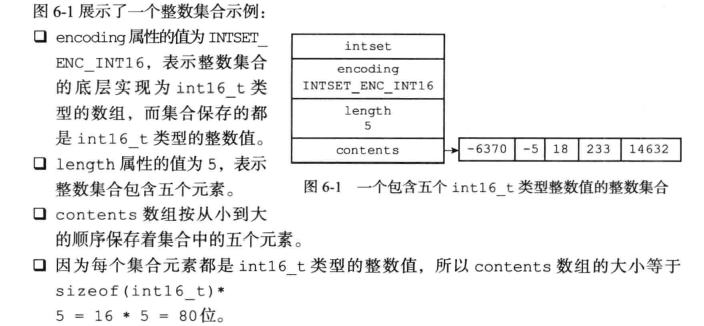 图 6-1 展示了一个整数集合示例：
❑ encoding 属性的值为 INTSET_
ENC_INT16，表示整数集合
的底层实现为 int16_t 类
型的数组，而集合保存的都
是 int16_t 类型的整数值。
❑ length 属性的值为 5，表示
整数集合包含五个元素。
❑ contents 数组按从小到大
的顺序保存着集合中的五个元素。
intset
encoding
INTSET_ENC_INT16
length
5
contents
-6370 -5 18 233 14632
图 6-1 一个包含五个 int16_t 类型整数值的整数集合
❑ 因为每个集合元素都是 int16_t 类型的整数值，所以 contents 数组的大小等于
sizeof(int16_t)*
5 = 16 * 5 = 80位。